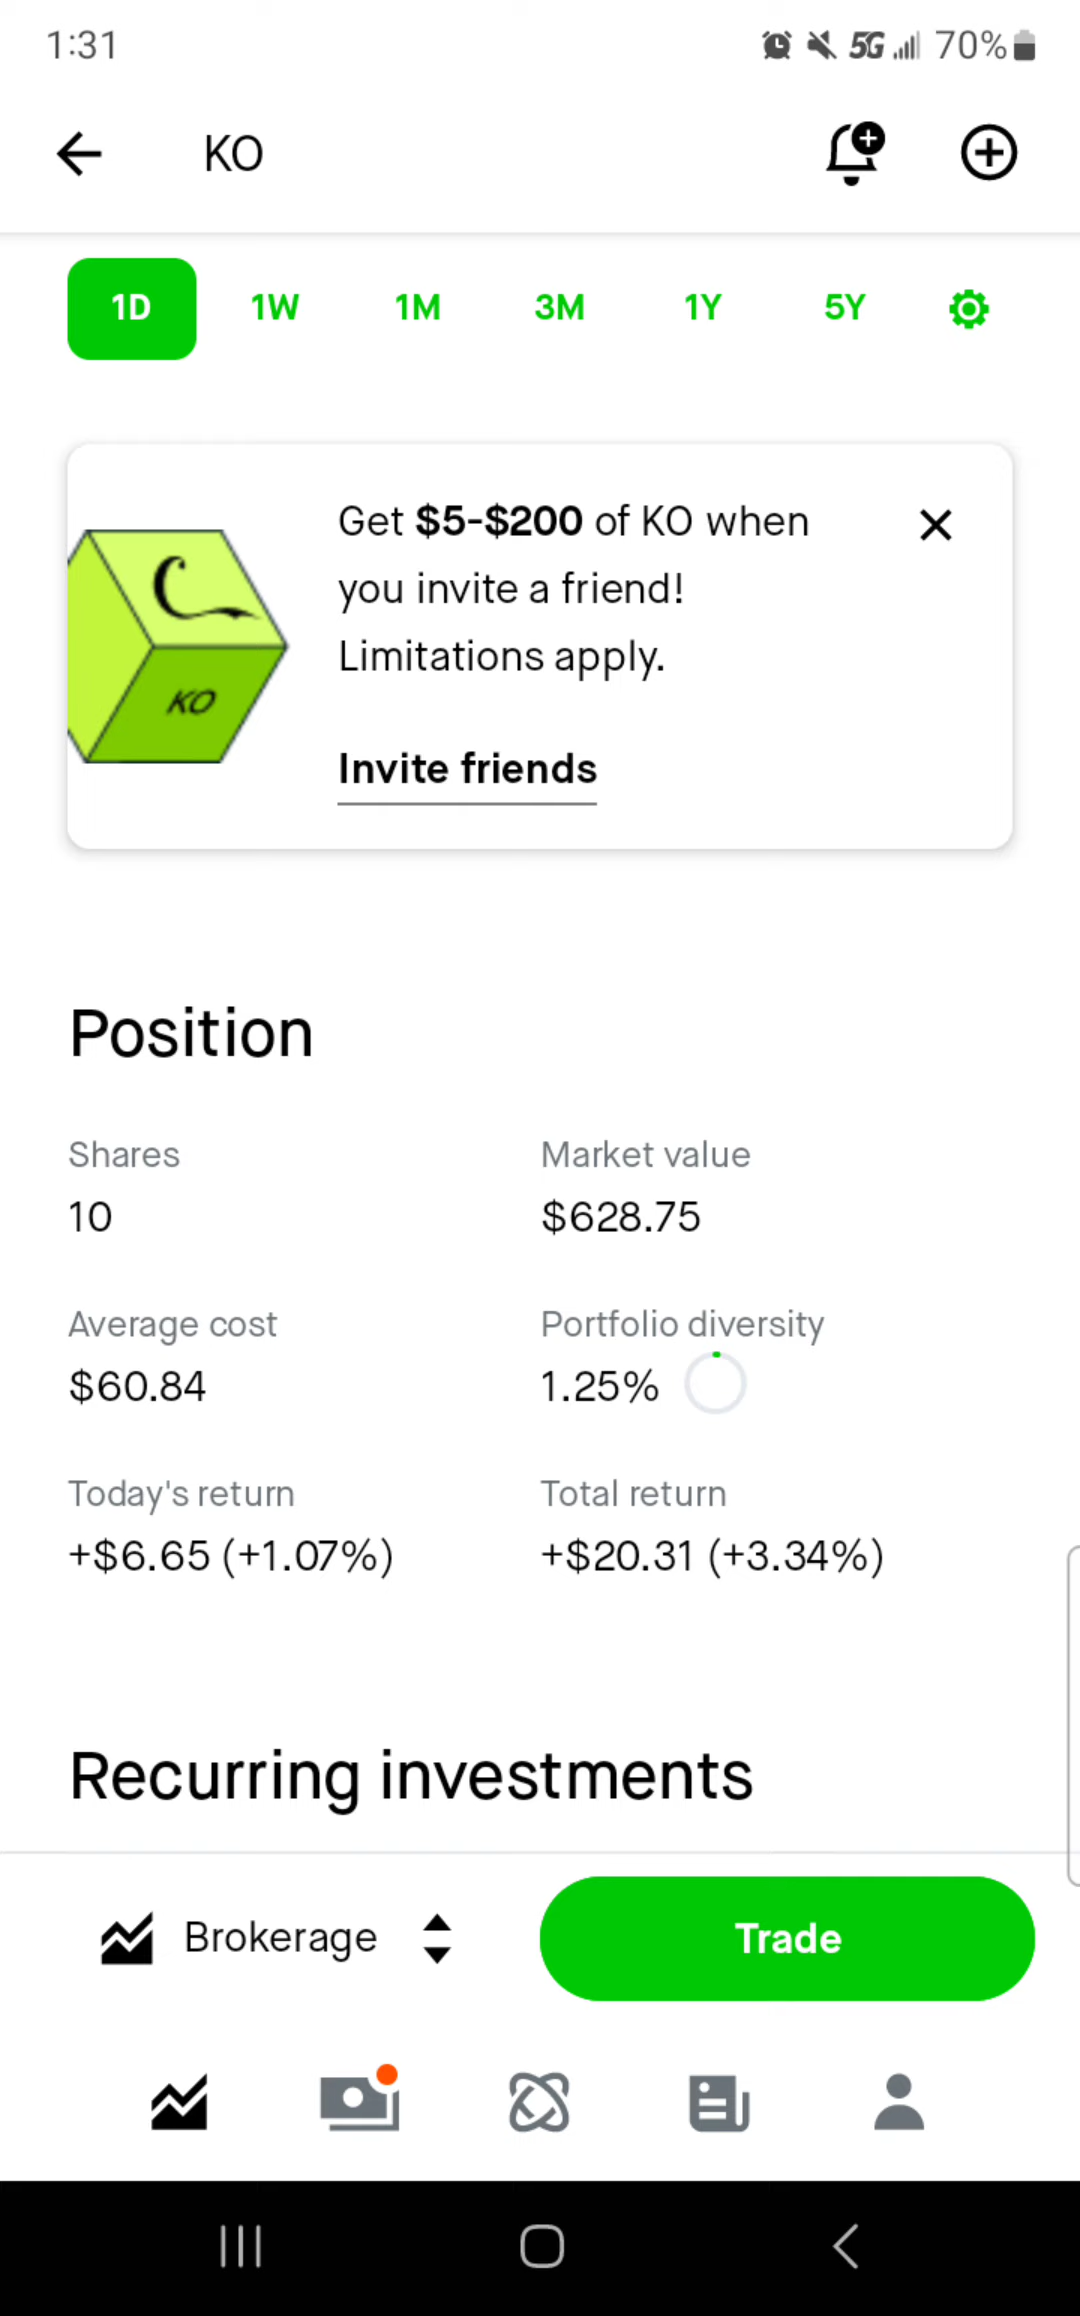 1:31
5G 70%
KO
1D 1W 1M 3M 1Y 5Y
Get $5-$200 of KO when
you invite a friend!
Limitations apply.
Invite friends
C
KO
Position
Shares
10
Market value
$628.75
Average cost
$60.84
Portfolio diversity
1.25%
Today's return
+$6.65 (+1.07%)
Total return
+$20.31 (+3.34%)
Recurring investments
Brokerage
Trade